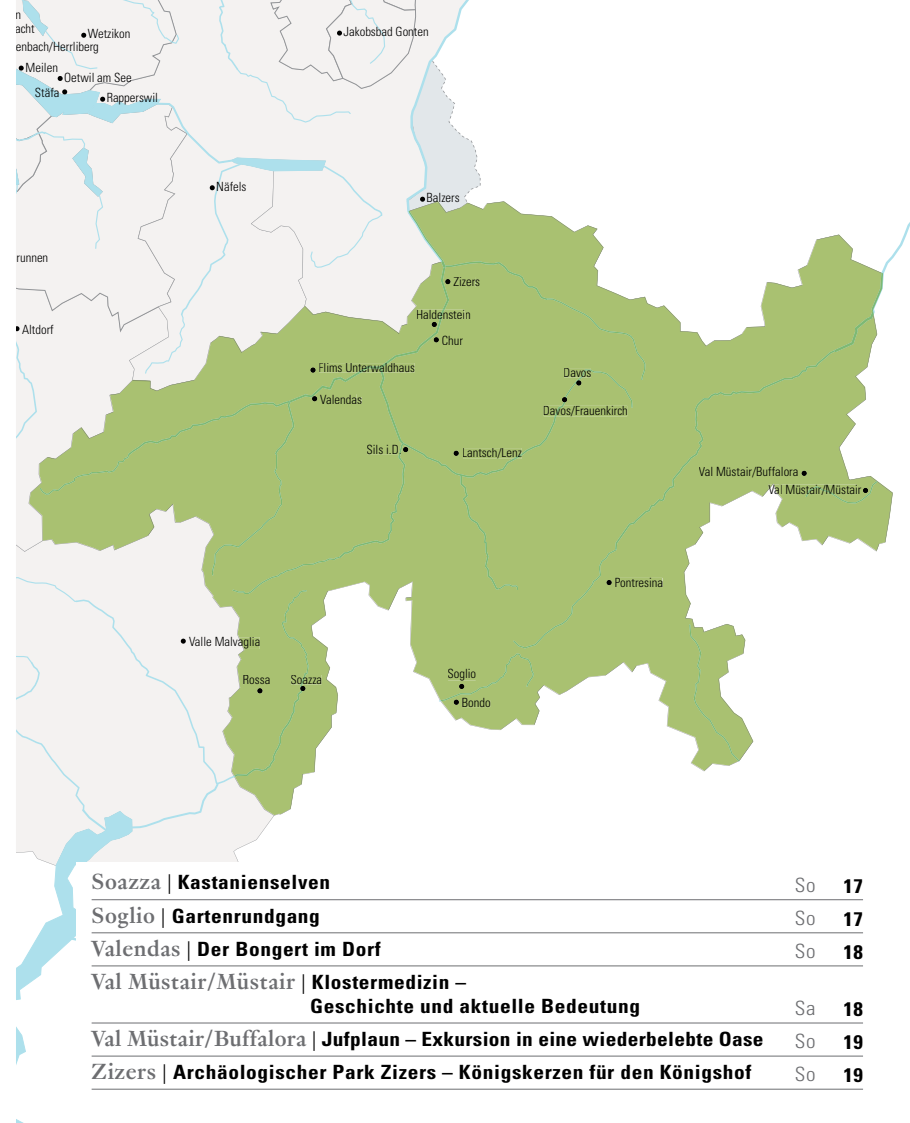 n
acht
Wetzikon
Jakobsbad Gonten
enbach/Herrliberg
Meilen
Oetwil am See
Stäfa
Rapperswil
Näfels
Balzers
runnen
Zizers
Haldenstein
Altdorf
Chur
Flims Unterwaldhaus
Davos
Valendas
Davos/Frauenkirch
Sils i.D.
Lantsch/Lenz
Val Müstair/Buffalora
Val Müstair/Müstair
Pontresina
Valle Malvaglia
Rossa
Soazza
Soglio
Bondo
Soazza | Kastanienselven So 17
Soglio | Gartenrundgang So 17
Valendas | Der Bongert im Dorf So 18
Val Müstair/Müstair | Klostermedizin –
Geschichte und aktuelle Bedeutung Sa 18
Val Müstair/Buffalora | Jufplaun – Exkursion in eine wiederbelebte Oase So 19
Zizers | Archäologischer Park Zizers – Königskerzen für den Königshof So 19